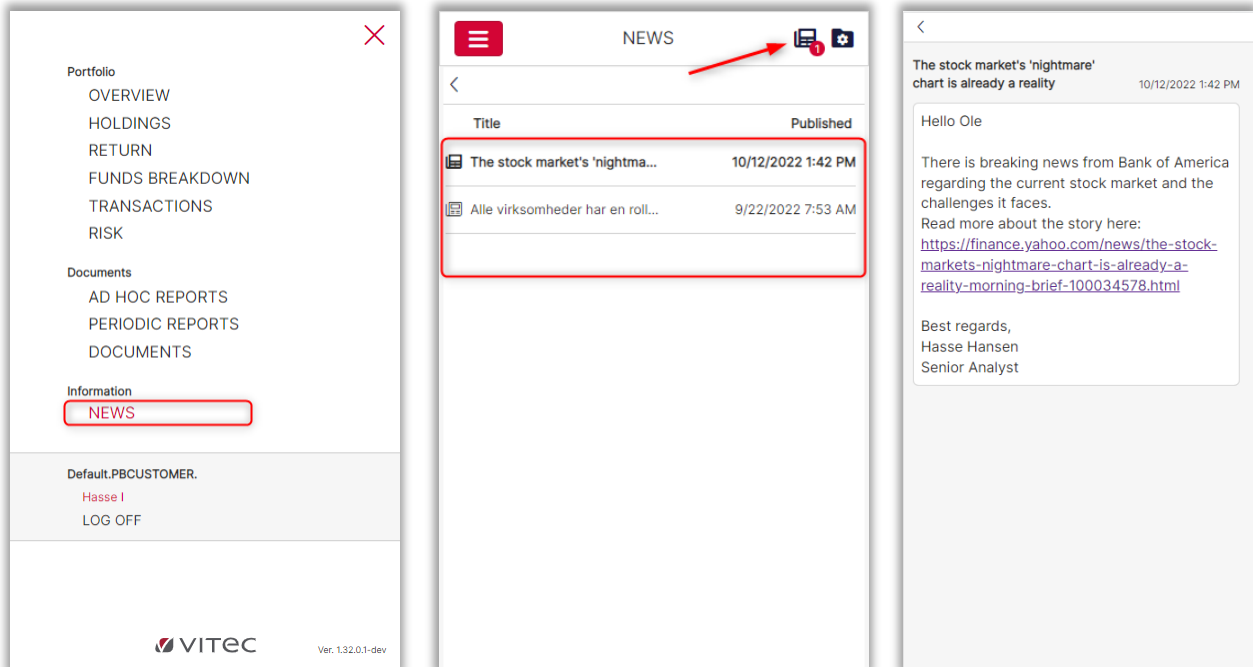 Portfolio
OVERVIEW
HOLDINGS
RETURN
FUNDS BREAKDOWN
TRANSACTIONS
RISK
Documents
AD HOC REPORTS
PERIODIC REPORTS
DOCUMENTS
Information
NEWS
Default.PBCUSTOMER.
Hasse I
LOG OFF
VITEC
Ver. 1.32.0.1-dev
NEWS
1
Title Published
The stock market's 'nightma... 10/12/2022 1:42 PM
Alle virksomheder har en roll... 9/22/2022 7:53 AM
The stock market's 'nightmare'
chart is already a reality 10/12/2022 1:42 PM
Hello Ole
There is breaking news from Bank of America
regarding the current stock market and the
challenges it faces.
Read more about the story here:
https://finance.yahoo.com/news/the-stock-
markets-nightmare-chart-is-already-a-
reality-morning-brief-100034578.html
Best regards,
Hasse Hansen
Senior Analyst